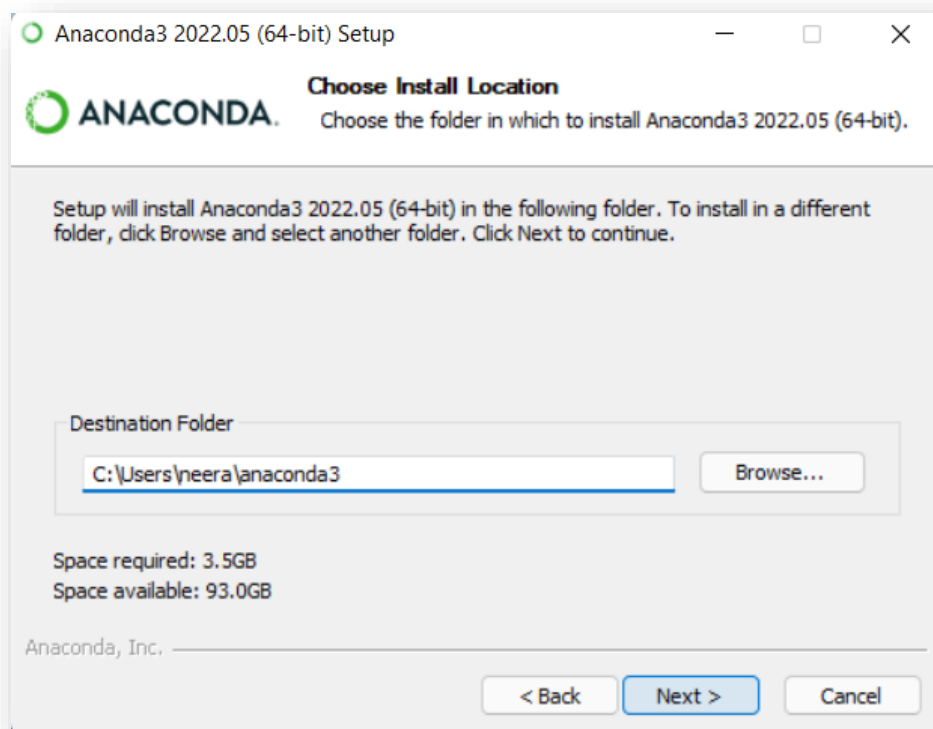 Anaconda3 2022.05 (64-bit) Setup
ANACONDA.
Choose Install Location
Choose the folder in which to install Anaconda3 2022.05 (64-bit).
Setup will install Anaconda3 2022.05 (64-bit) in the following folder. To install in a different
folder, click Browse and select another folder. Click Next to continue.
Destination Folder
C:\Users\neera\anaconda3
Browse...
Space required: 3.5GB
Space available: 93.0GB
Anaconda, Inc.
< Back
Next >
Cancel